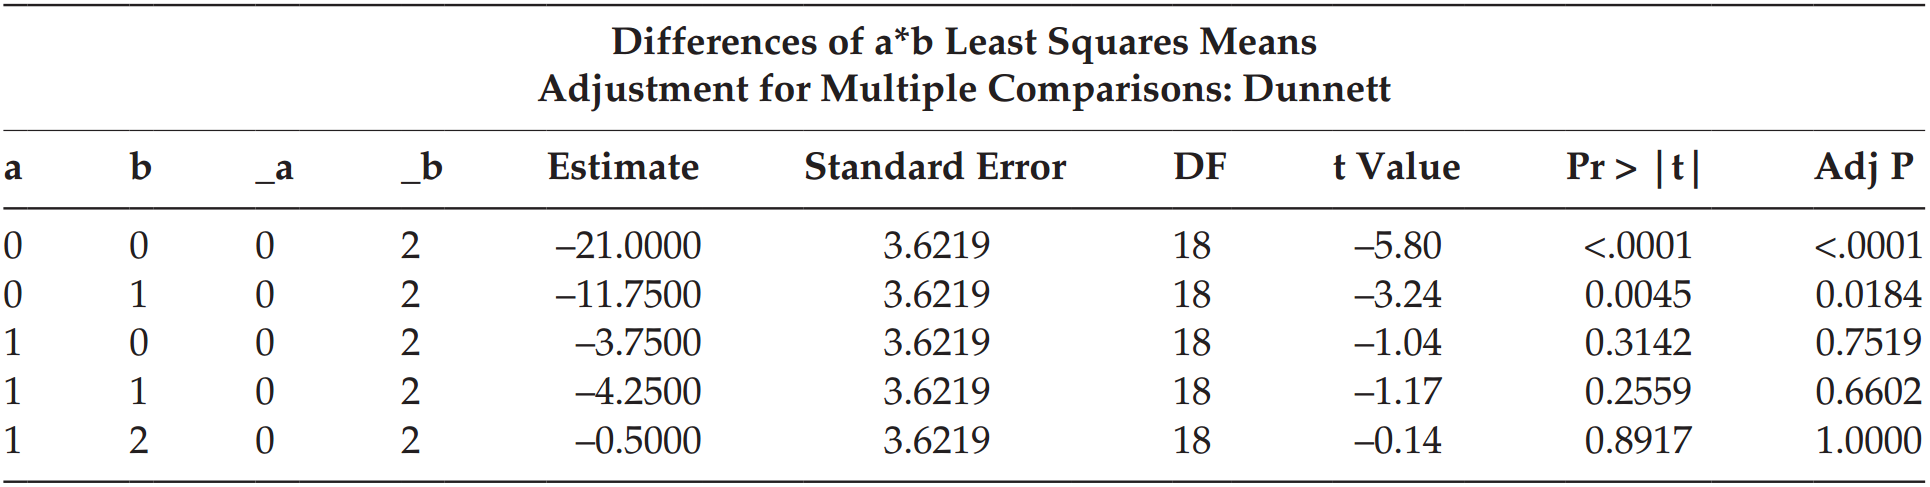 Differences of a*b Least Squares Means
Adjustment for Multiple Comparisons: Dunnett
a b _a _b Estimate Standard Error DF t Value Pr > |t| Adj P
0 0 0 2 –21.0000 3.6219 18 –5.80 <.0001 <.0001
0 1 0 2 –11.7500 3.6219 18 –3.24 0.0045 0.0184
1 0 0 2 –3.7500 3.6219 18 –1.04 0.3142 0.7519
1 1 0 2 –4.2500 3.6219 18 –1.17 0.2559 0.6602
1 2 0 2 –0.5000 3.6219 18 –0.14 0.8917 1.0000